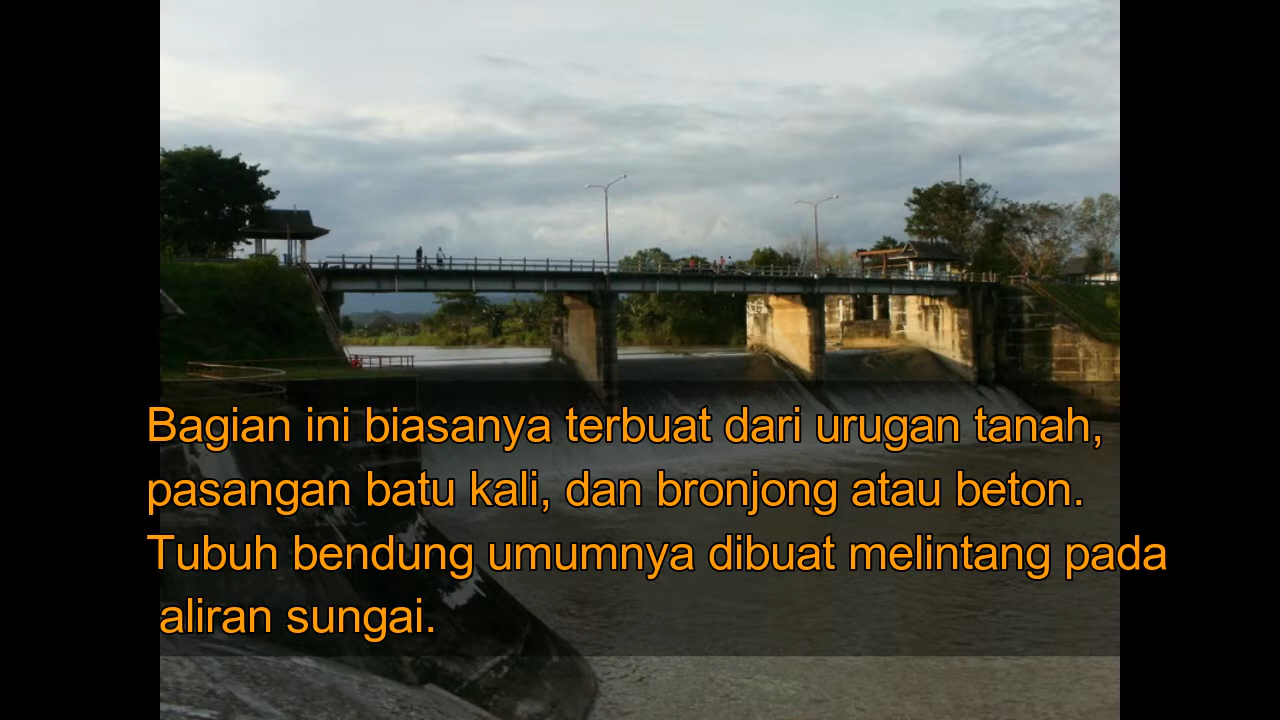 Bagian ini biasanya terbuat dari urugan tanah,
pasangan batu kali, dan bronjong atau beton.
Tubuh bendung umumnya dibuat melintang pada
aliran sungai.